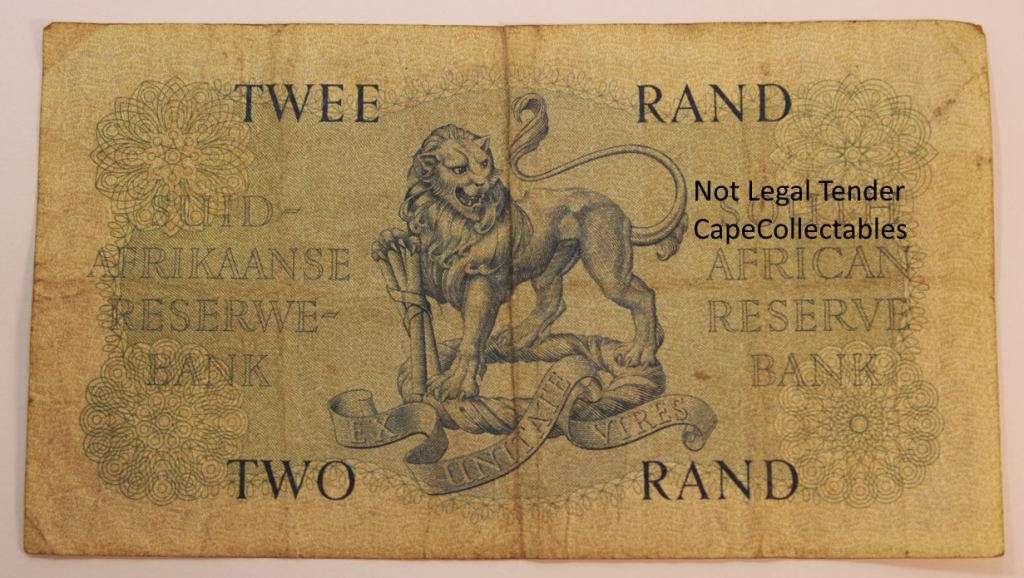 TWEE RAND
SUID-
AFRIKAANSE
RESERWE-
BANK
Not Legal Tender
CapeCollectables
SOUTH
AFRICAN
RESERVE
BANK
EX UNITATE VIRES
TWO RAND